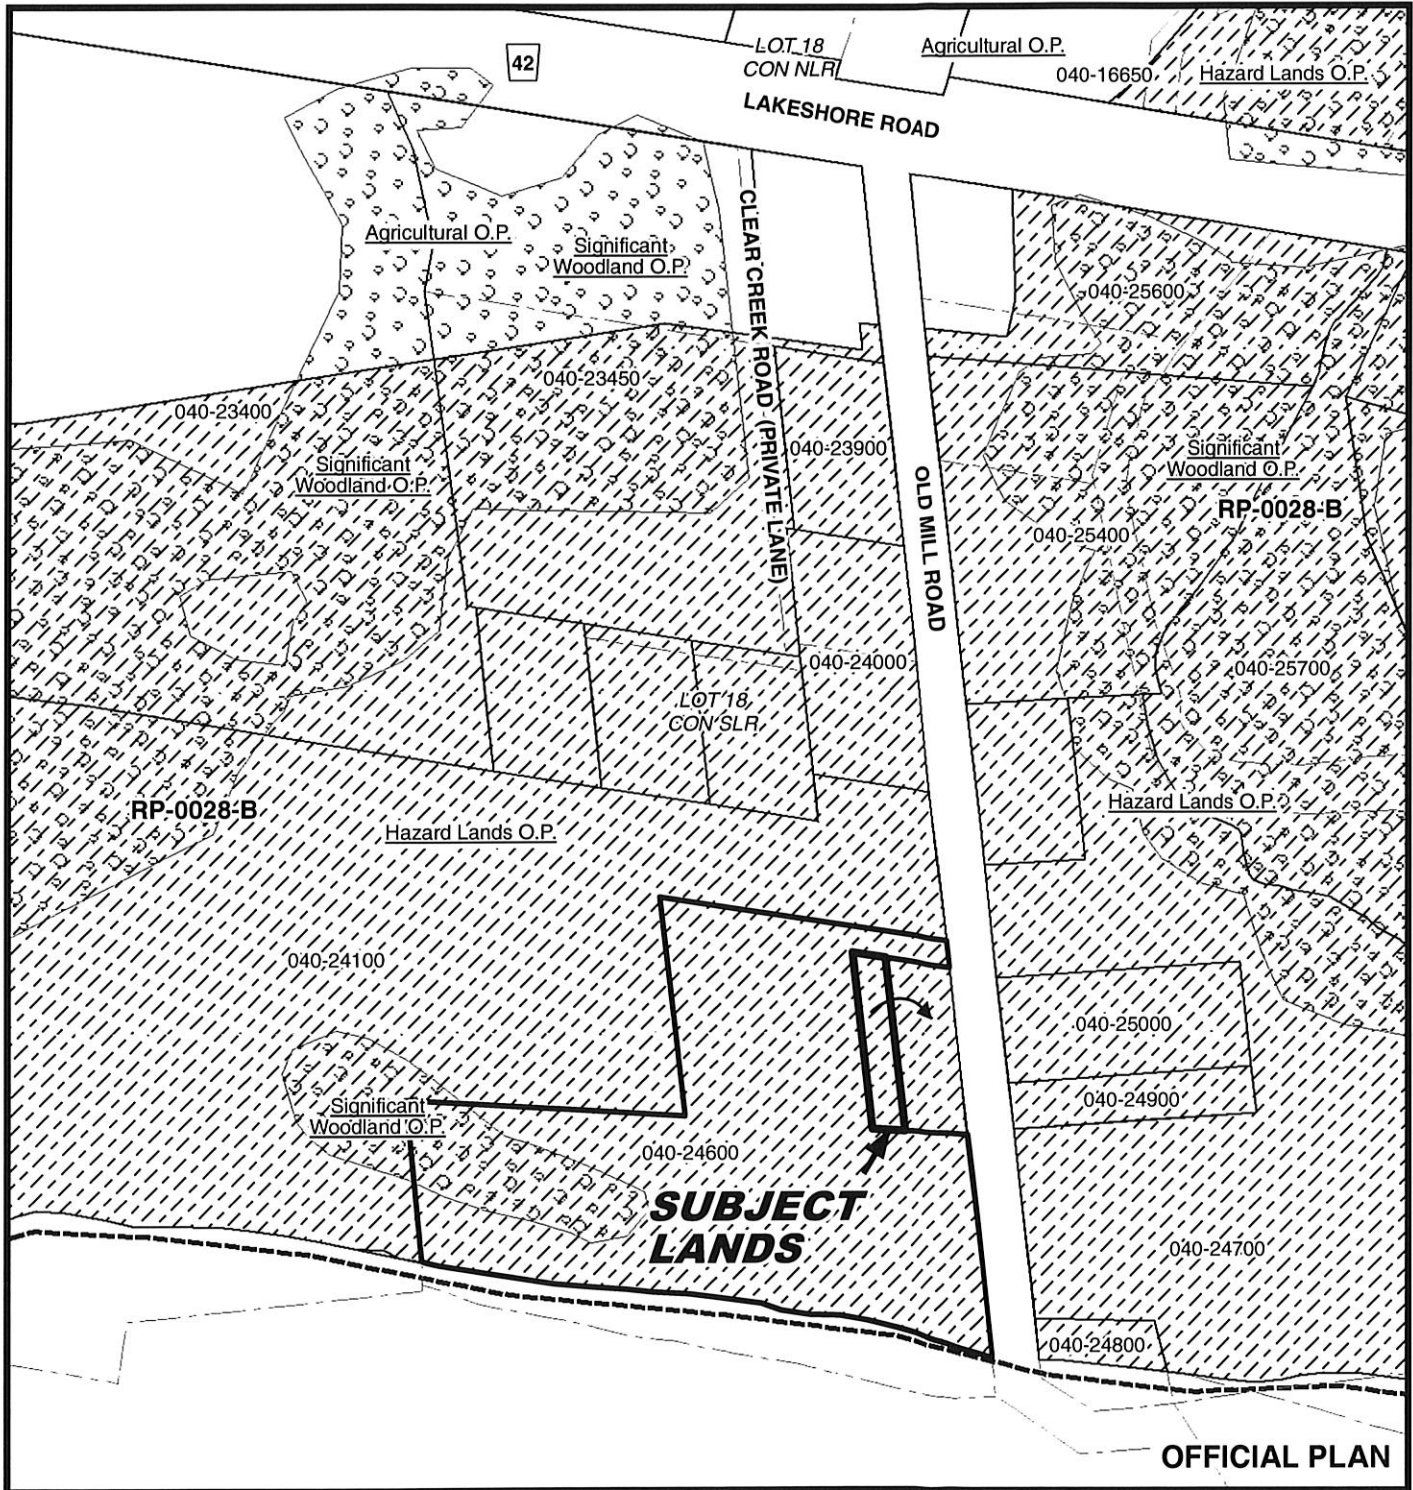 LOT 18
CON NLR
Agricultural O.P.
42
040-16650
Hazard Lands O.P.
LAKESHORE ROAD
CLEAR CREEK ROAD (PRIVATE LANE)
Agricultural O.P.
Significant
Woodland O.P.
040-25600
040-23450
040-23400
040-23900
Significant
Woodland O.P.
Significant
Woodland O.P.
OLD MILL ROAD
RP-0028-B
040-25400
040-24000
040-25700
LOT 18
CON SLR
RP-0028-B
Hazard Lands O.P.
Hazard Lands O.P.
040-24100
040-25000
040-24900
Significant
Woodland O.P.
040-24600
SUBJECT
LANDS
040-24700
040-24800
OFFICIAL PLAN